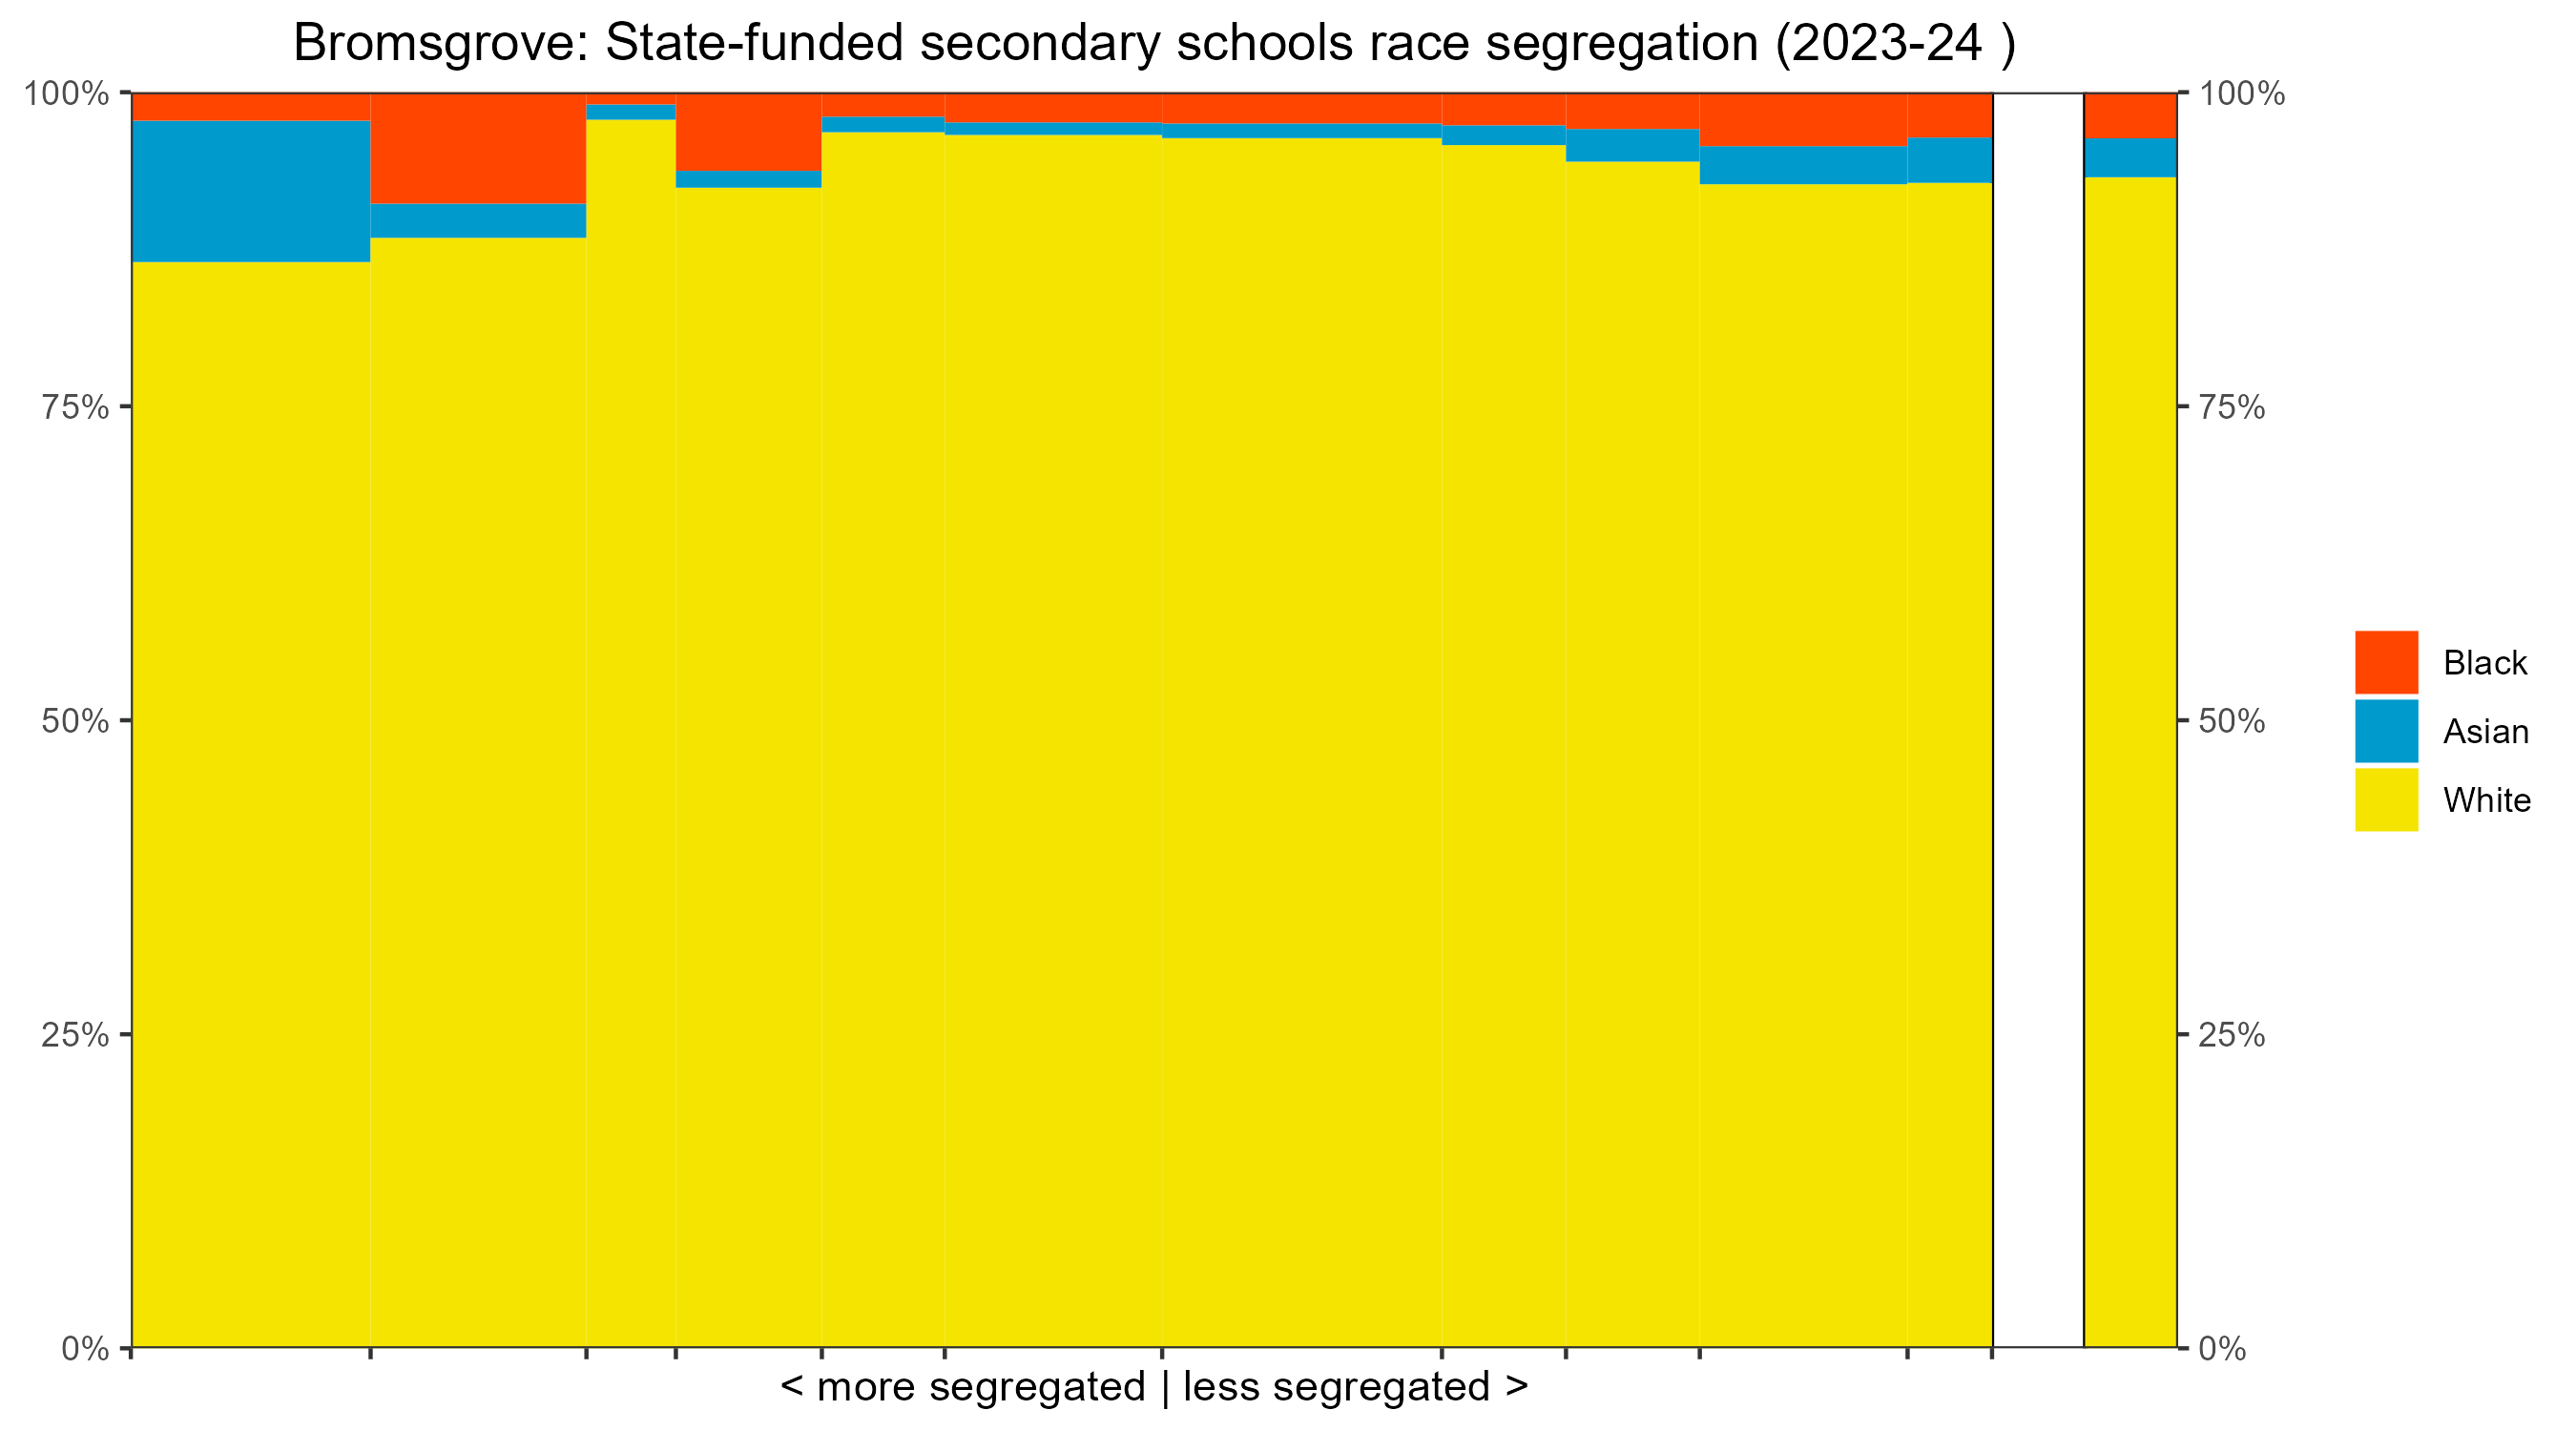 Bromsgrove: State-funded secondary schools race segregation (2023-24 )
100%
75%
50%
25%
0%
100%
75%
50%
25%
0%
Black
Asian
White
< more segregated | less segregated >